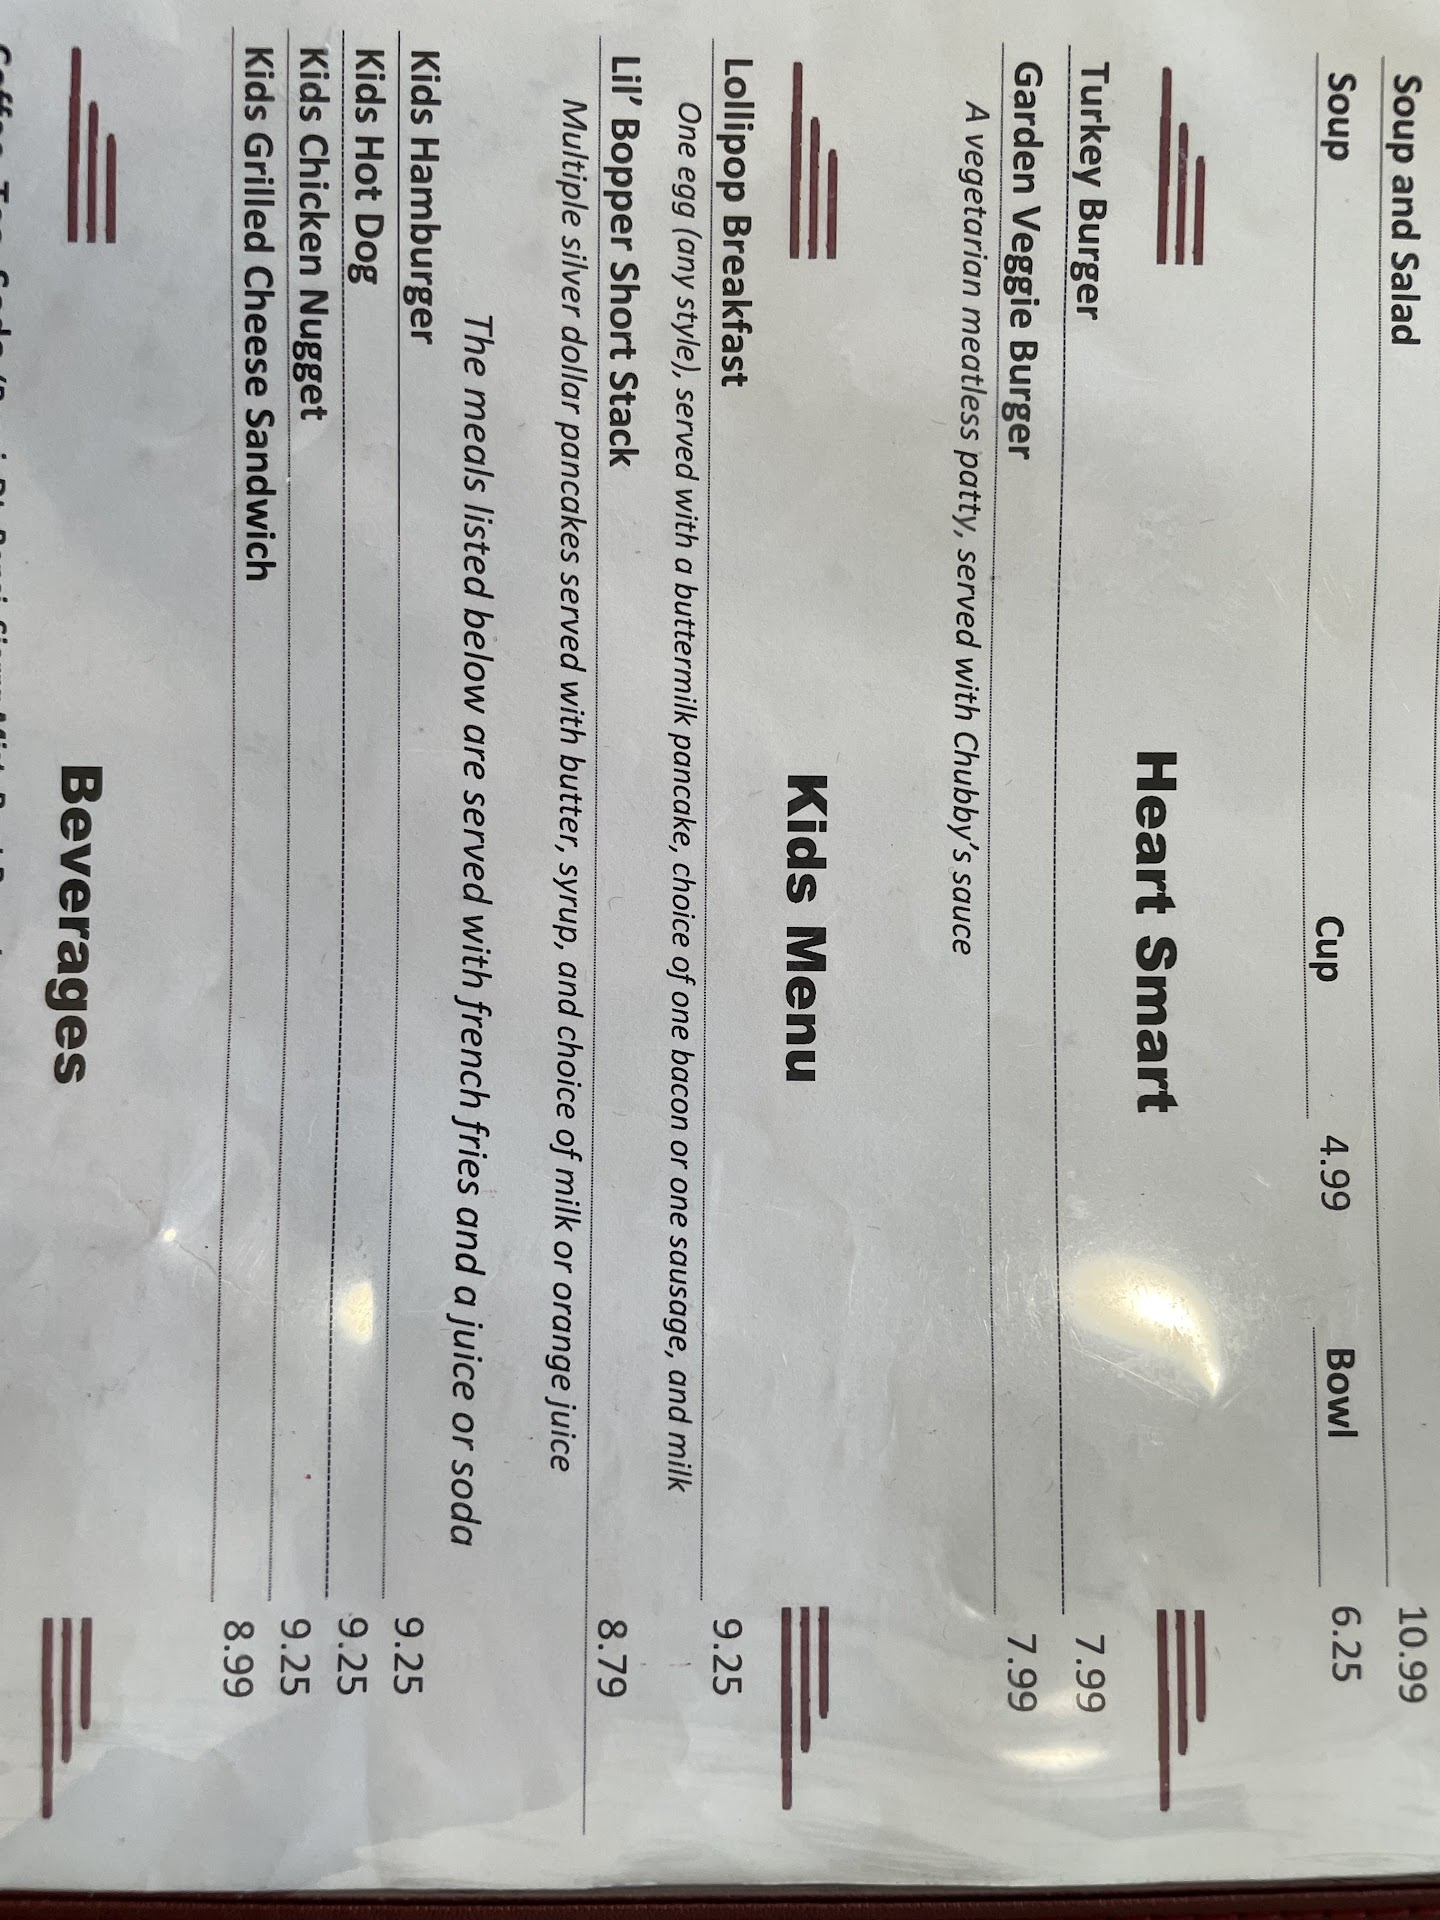 Soup and Salad 10.99
Soup Cup 4.99 Bowl 6.25
Heart Smart
Turkey Burger 7.99
Garden Veggie Burger 7.99
A vegetarian meatless patty, served with Chubby's sauce
Kids Menu
Lollipop Breakfast 9.25
One egg (any style), served with a buttermilk pancake, choice of one bacon or one sausage, and milk
Lil' Bopper Short Stack 8.79
Multiple silver dollar pancakes served with butter, syrup, and choice of milk or orange juice
The meals listed below are served with french fries and a juice or soda
Kids Hamburger 9.25
Kids Hot Dog 9.25
Kids Chicken Nugget 9.25
Kids Grilled Cheese Sandwich 8.99
Beverages